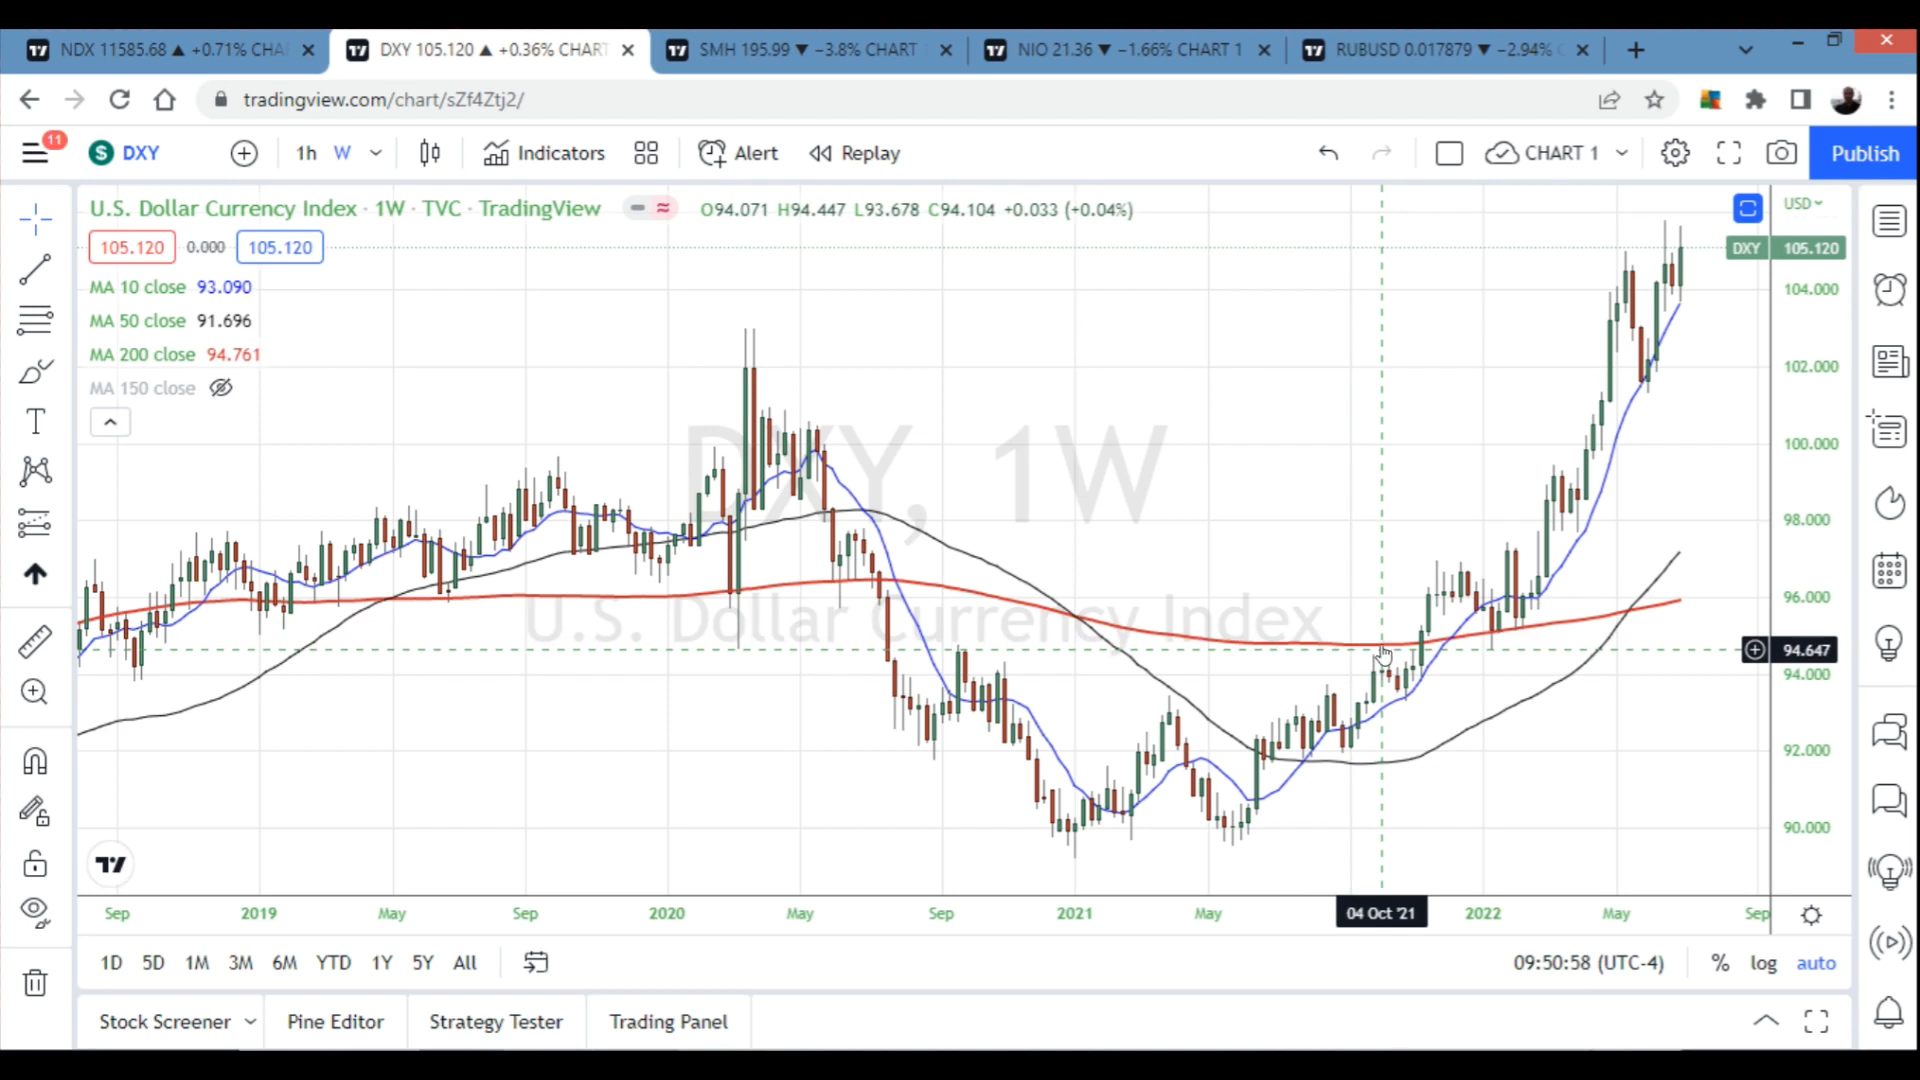 NDX 11585.68 ▲ +0.71% CHA
DXY 105.120 ▲ +0.36% CHART
SMH 195.99 ▼ −3.8% CHART
NIO 21.36 ▼ −1.66% CHART 1
RUBUSD 0.017879 ▼ −2.94%
tradingview.com/chart/sZf4Ztj2/
11
S DXY 1h W Indicators Alert Replay CHART 1 Publish
U.S. Dollar Currency Index · 1W · TVC · TradingView O94.071 H94.447 L93.678 C94.104 +0.033 (+0.04%)
USD
105.120 0.000 105.120
DXY 105.120
MA 10 close 93.090
MA 50 close 91.696
MA 200 close 94.761
MA 150 close
DXY, 1W
U.S. Dollar Currency Index
104.000
102.000
100.000
98.000
96.000
94.647
94.000
92.000
90.000
Sep 2019 May Sep 2020 May Sep 2021 May 04 Oct '21 2022 May Sep
1D 5D 1M 3M 6M YTD 1Y 5Y All 09:50:58 (UTC-4) % log auto
Stock Screener Pine Editor Strategy Tester Trading Panel